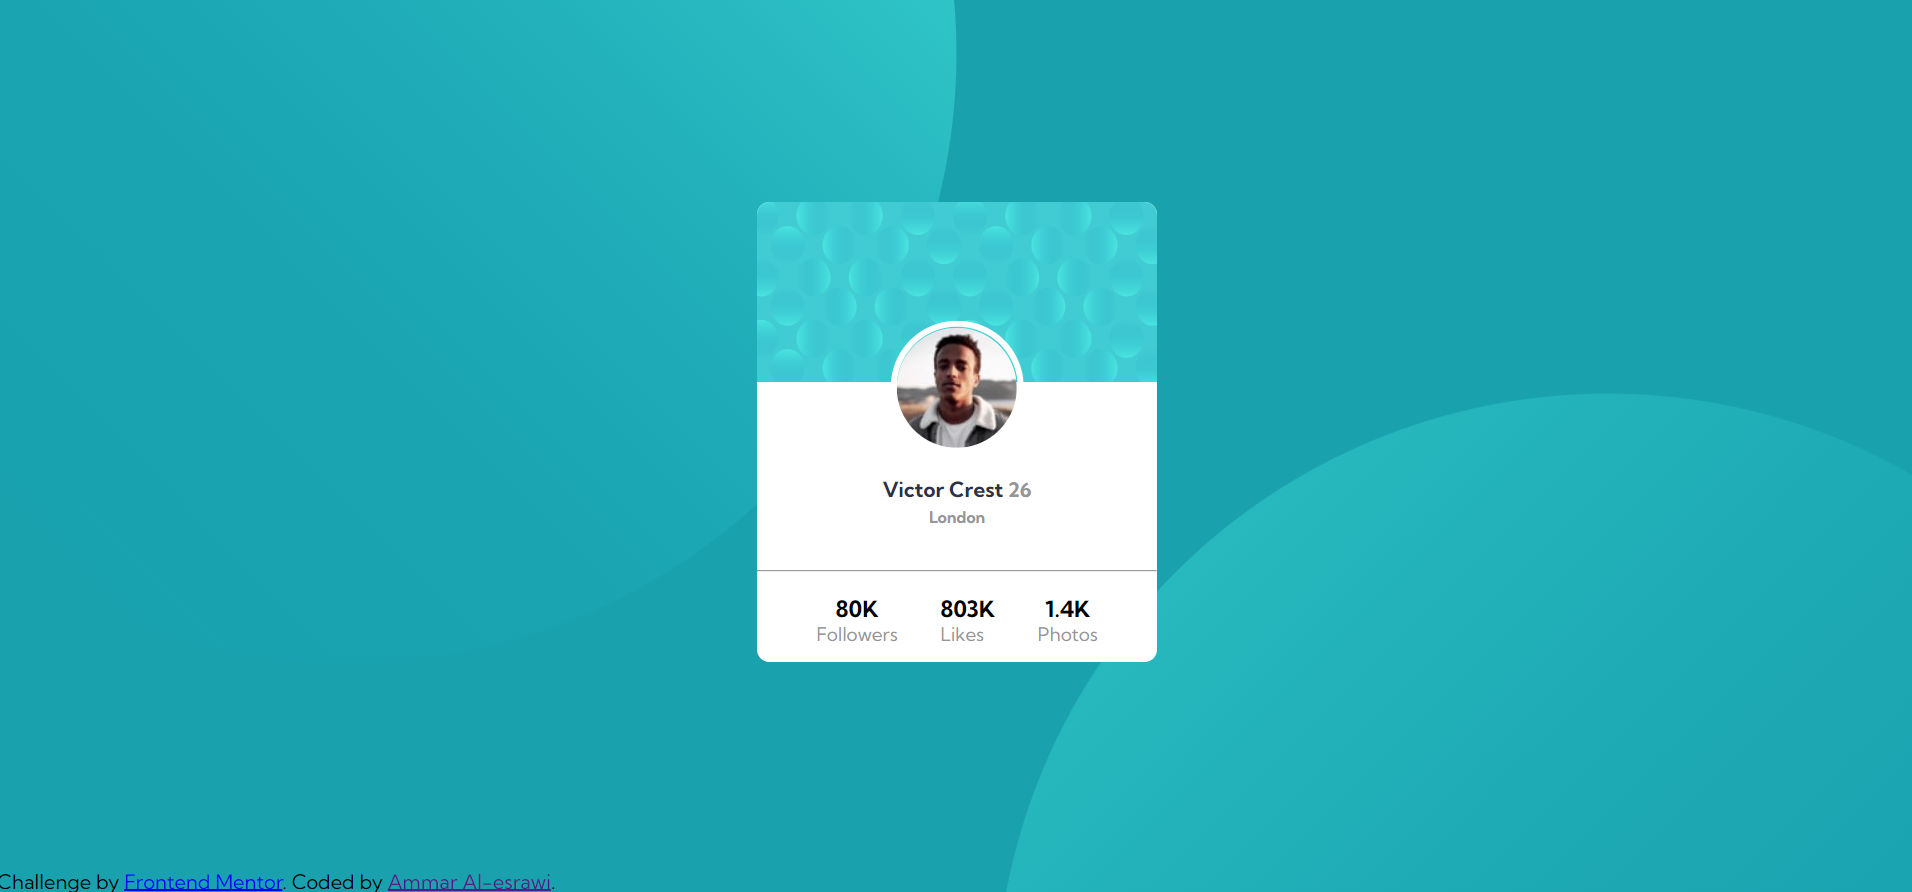 Victor Crest 26
London
80K 803K 1.4K
Followers Likes Photos
Challenge by Frontend Mentor. Coded by Ammar Al-esrawi.